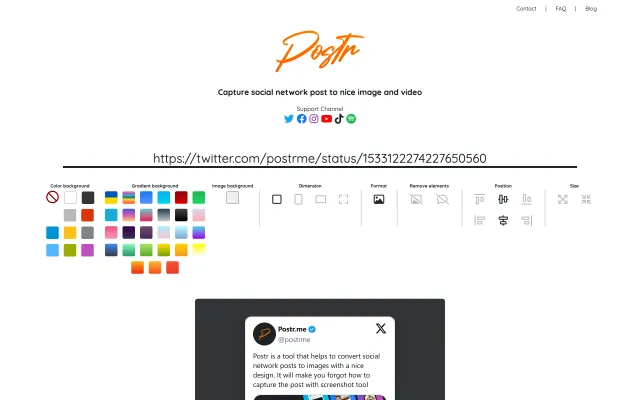 Contact | FAQ | Blog
Postr
Capture social network post to nice image and video
Support Channel
https://twitter.com/postrme/status/1533122274227650560
Color background Gradient background Image background Dimension Format Remove elements Position Size
Postr.me
@postrme
Postr is a tool that helps to convert social
network posts to images with a nice
design. It will make you forgot how to
capture the post with screenshot tool